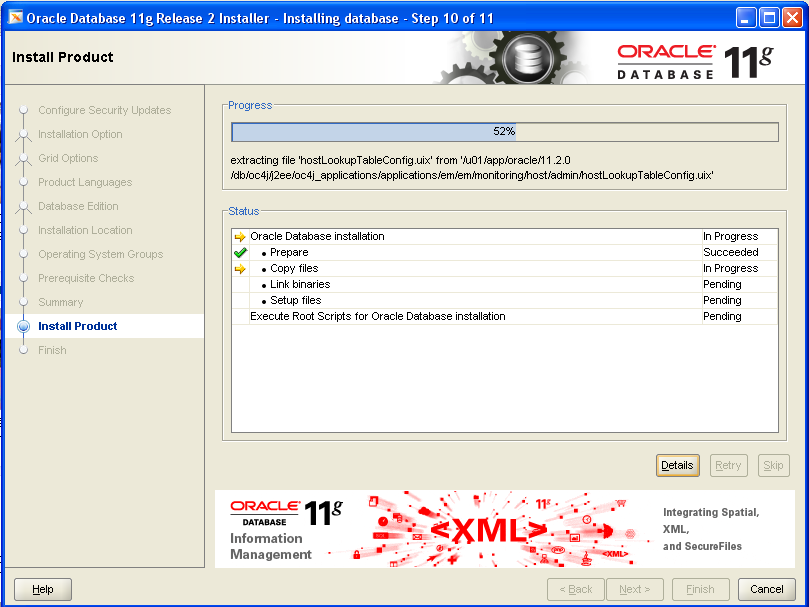 Oracle Database 11g Release 2 Installer - Installing database - Step 10 of 11
Install Product
ORACLE
DATABASE 11g
Configure Security Updates
Installation Option
Grid Options
Product Languages
Database Edition
Installation Location
Operating System Groups
Prerequisite Checks
Summary
Install Product
Finish
Progress
52%
extracting file 'hostLookupTableConfig.uix' from '/u01/app/oracle/11.2.0
/db/oc4j/j2ee/oc4j_applications/applications/em/em/monitoring/host/admin/hostLookupTableConfig.uix'
Status
Oracle Database installation In Progress
• Prepare Succeeded
• Copy files In Progress
• Link binaries Pending
• Setup files Pending
Execute Root Scripts for Oracle Database installation Pending
Details Retry Skip
ORACLE
DATABASE 11g
Information
Management
11g
<XML>
<XML>
Integrating Spatial,
XML,
and SecureFiles
Help < Back Next > Finish Cancel